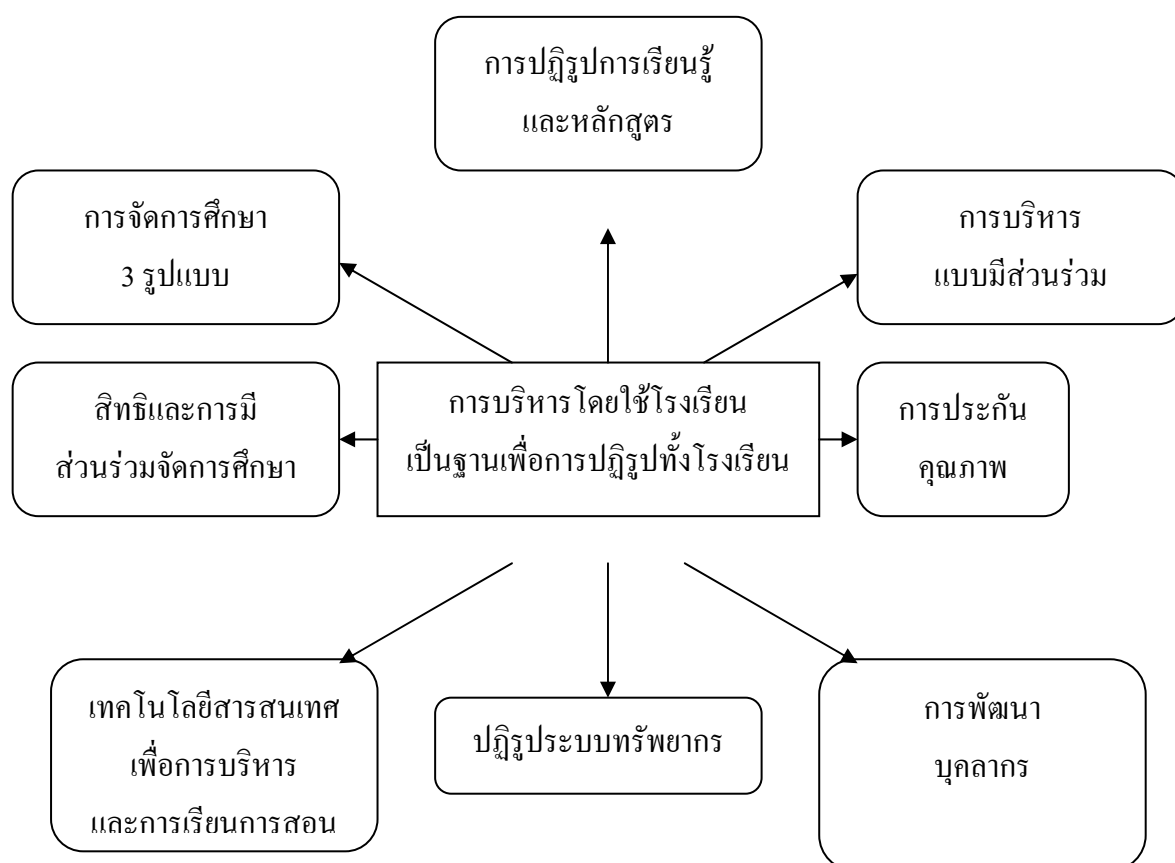 การปฏิรูปการเรียนรู้
และหลักสูตร
การจัดการศึกษา
3 รูปแบบ
การบริหาร
แบบมีส่วนร่วม
สิทธิและการมี
ส่วนร่วมจัดการศึกษา
การบริหารโดยใช้โรงเรียน
เป็นฐานเพื่อการปฏิรูปทั้งโรงเรียน
การประกัน
คุณภาพ
เทคโนโลยีสารสนเทศ
เพื่อการบริหาร
และการเรียนการสอน
ปฏิรูประบบทรัพยากร
การพัฒนา
บุคลากร